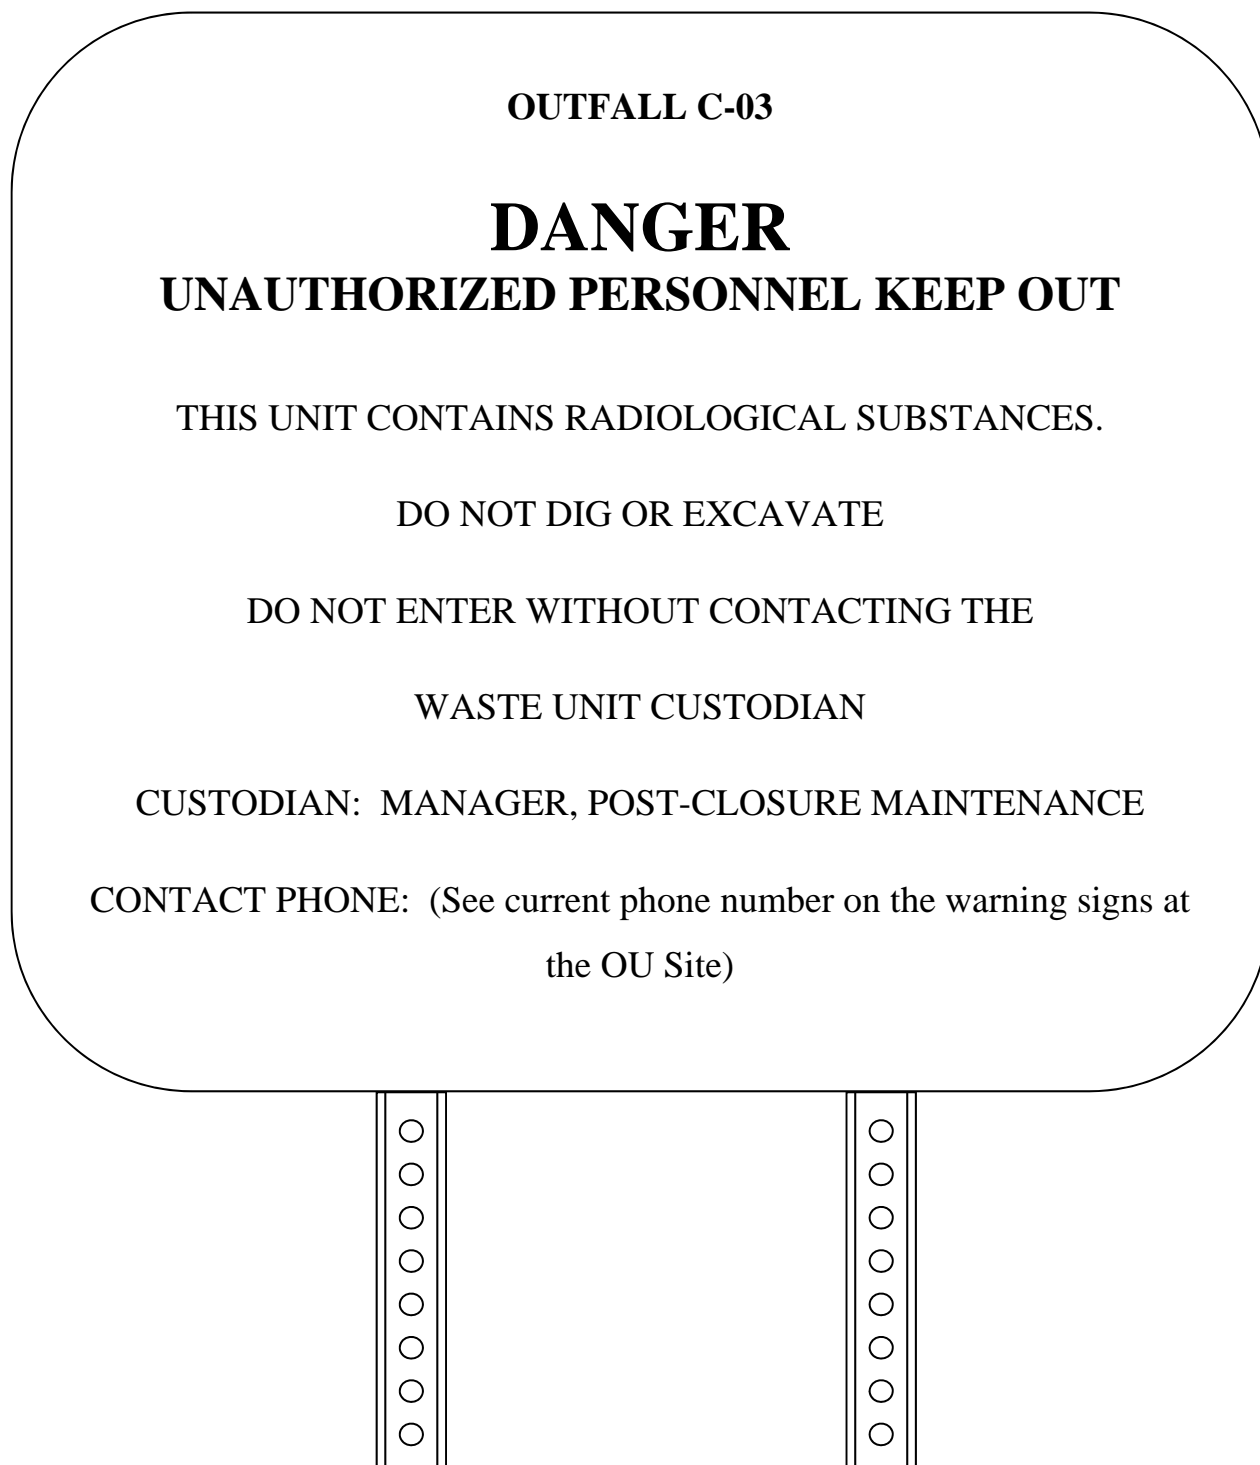 OUTFALL C-03
DANGER
UNAUTHORIZED PERSONNEL KEEP OUT
THIS UNIT CONTAINS RADIOLOGICAL SUBSTANCES.
DO NOT DIG OR EXCAVATE
DO NOT ENTER WITHOUT CONTACTING THE
WASTE UNIT CUSTODIAN
CUSTODIAN:  MANAGER, POST-CLOSURE MAINTENANCE
CONTACT PHONE:  (See current phone number on the warning signs at
the OU Site)